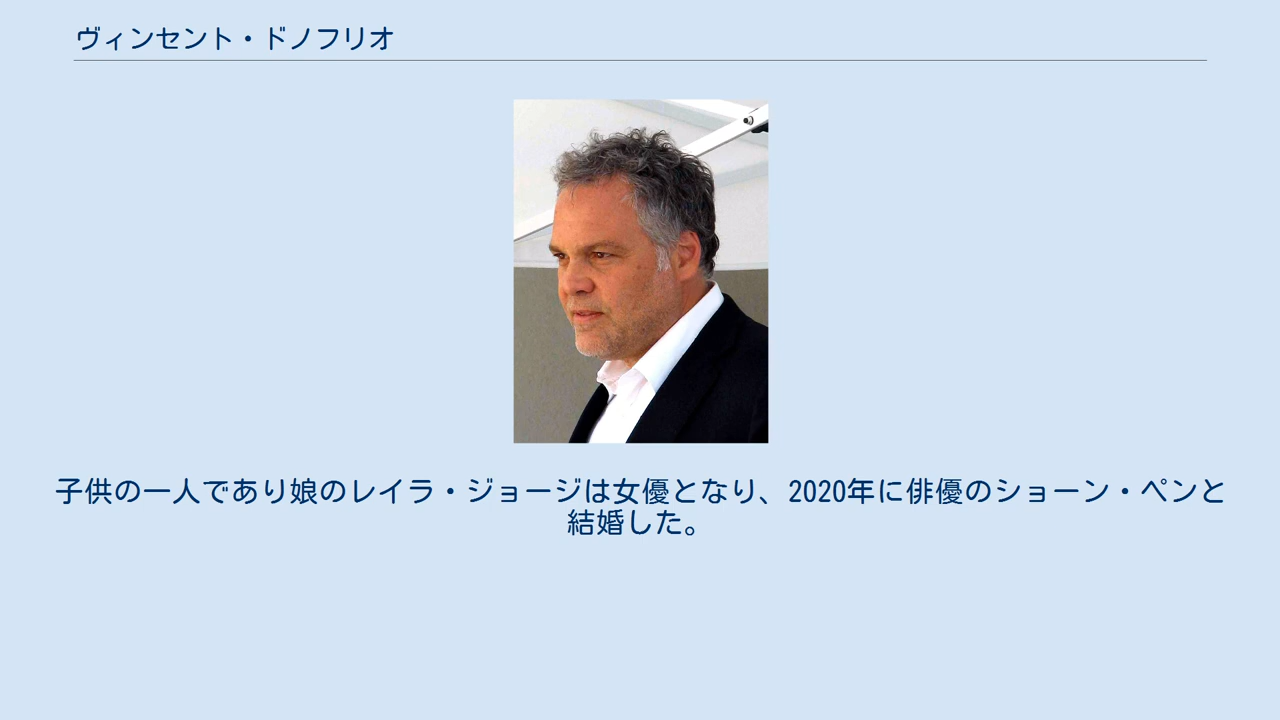 ヴィンセント・ドノフリオ
子供の一人であり娘のレイラ・ジョージは女優となり、2020年に俳優のショーン・ペンと
結婚した。